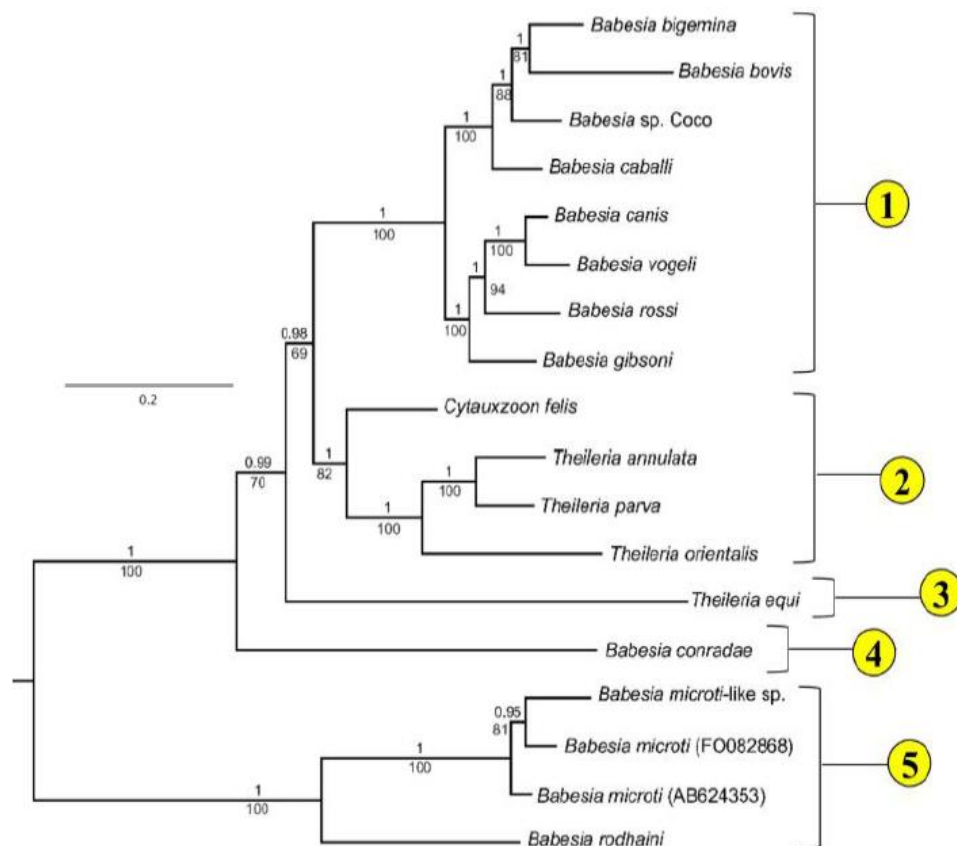 Babesia bigemina
1
81
Babesia bovis
1
88
Babesia sp. Coco
1
100
Babesia caballi
1
Babesia canis
1
100
1
100
Babesia vogeli
1
94
Babesia rossi
1
100
Babesia gibsoni
0.98
69
0.2
Cytauxzoon felis
1
82
Theileria annulata
1
100
2
Theileria parva
1
100
Theileria orientalis
0.99
70
Theileria equi
3
1
100
Babesia conradae
4
Babesia microti-like sp.
0.95
81
Babesia microti (FO082868)
1
100
5
Babesia microti (AB624353)
1
100
Babesia rodhaini